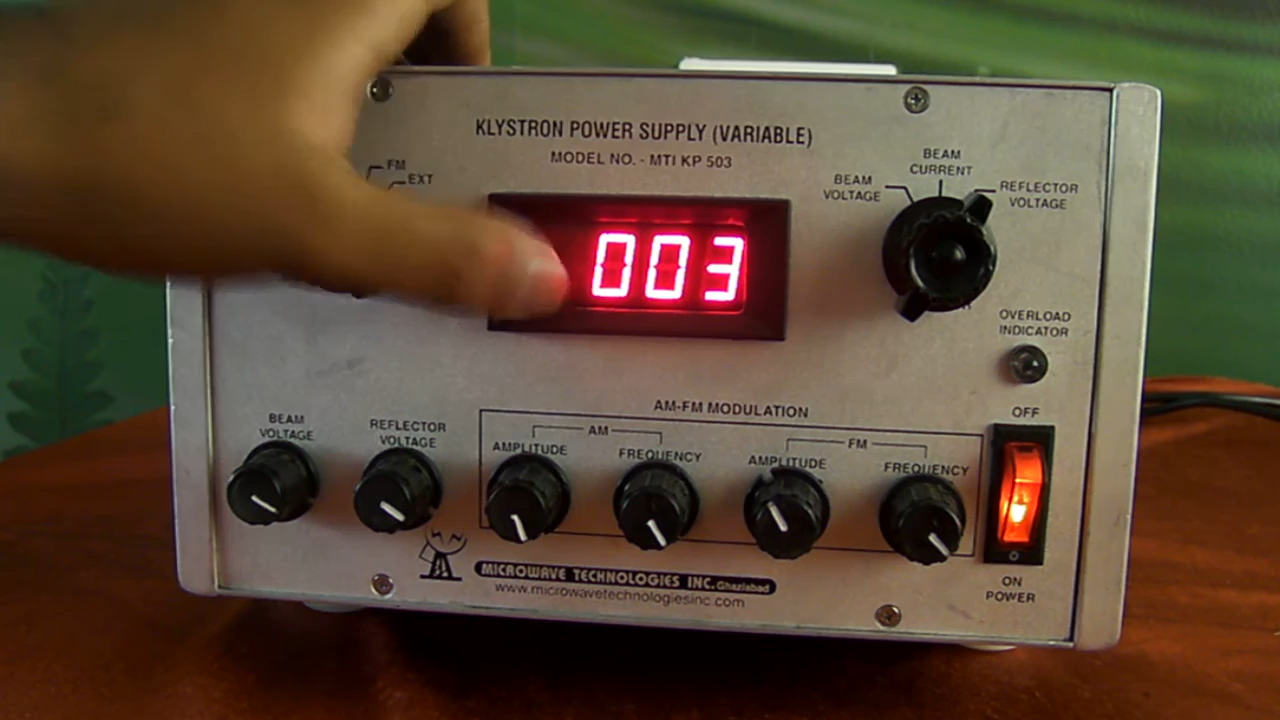 KLYSTRON POWER SUPPLY (VARIABLE)
MODEL NO. - MTI KP 503
FM
EXT
003
BEAM VOLTAGE
BEAM CURRENT
REFLECTOR VOLTAGE
OVERLOAD INDICATOR
OFF
ON
POWER
BEAM VOLTAGE
REFLECTOR VOLTAGE
AM-FM MODULATION
AM
AMPLITUDE
FREQUENCY
FM
AMPLITUDE
FREQUENCY
MICROWAVE TECHNOLOGIES INC. Ghaziabad
www.microwavetechnologiesinc.com